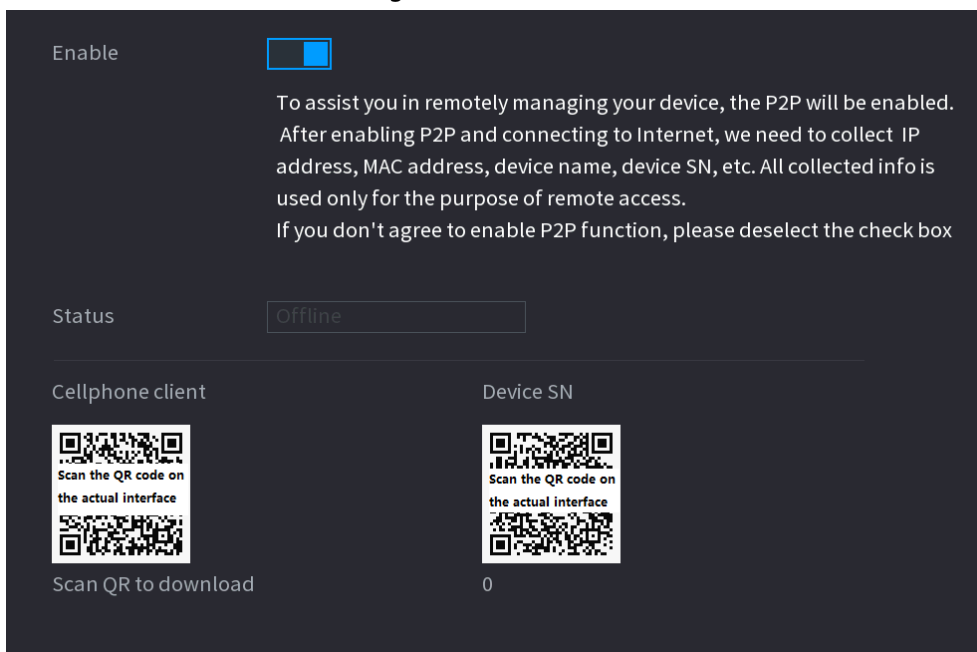 Enable
To assist you in remotely managing your device, the P2P will be enabled.
After enabling P2P and connecting to Internet, we need to collect IP
address, MAC address, device name, device SN, etc. All collected info is
used only for the purpose of remote access.
If you don't agree to enable P2P function, please deselect the check box
Status
Offline
Cellphone client
Device SN
Scan the QR code on
the actual interface
Scan the QR code on
the actual interface
Scan QR to download
0